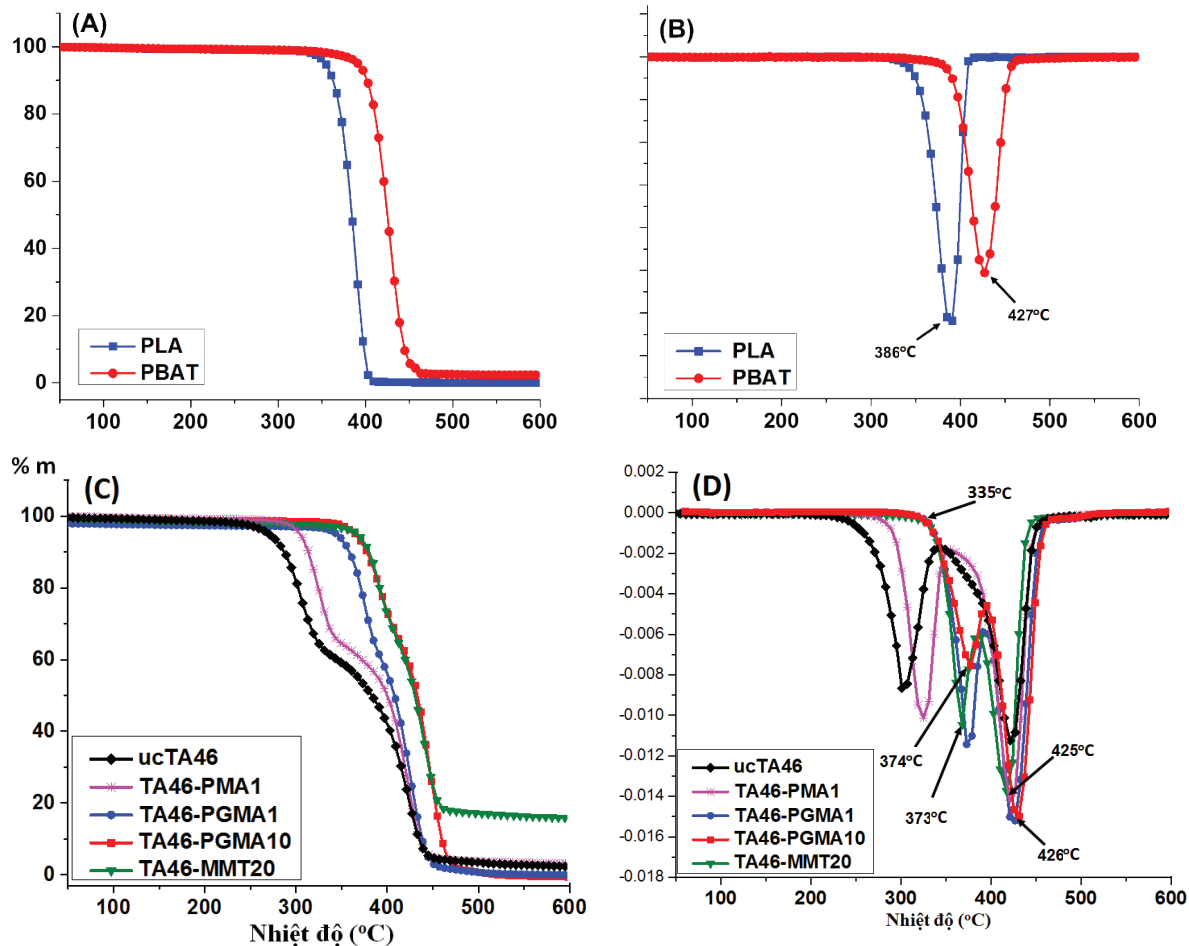 (A)
100
80
60
40
20
0
PLA
PBAT
100 200 300 400 500 600
(B)
386°C
427°C
PLA
PBAT
100 200 300 400 500 600
% m
(C)
100
80
60
40
20
0
ucTA46
TA46-PMA1
TA46-PGMA1
TA46-PGMA10
TA46-MMT20
100 200 300 400 500 600
Nhiệt độ (°C)
(D)
0.002
0.000
-0.002
-0.004
-0.006
-0.008
-0.010
-0.012
-0.014
-0.016
-0.018
335°C
374°C
373°C
425°C
426°C
ucTA46
TA46-PMA1
TA46-PGMA1
TA46-PGMA10
TA46-MMT20
100 200 300 400 500 600
Nhiệt độ (°C)